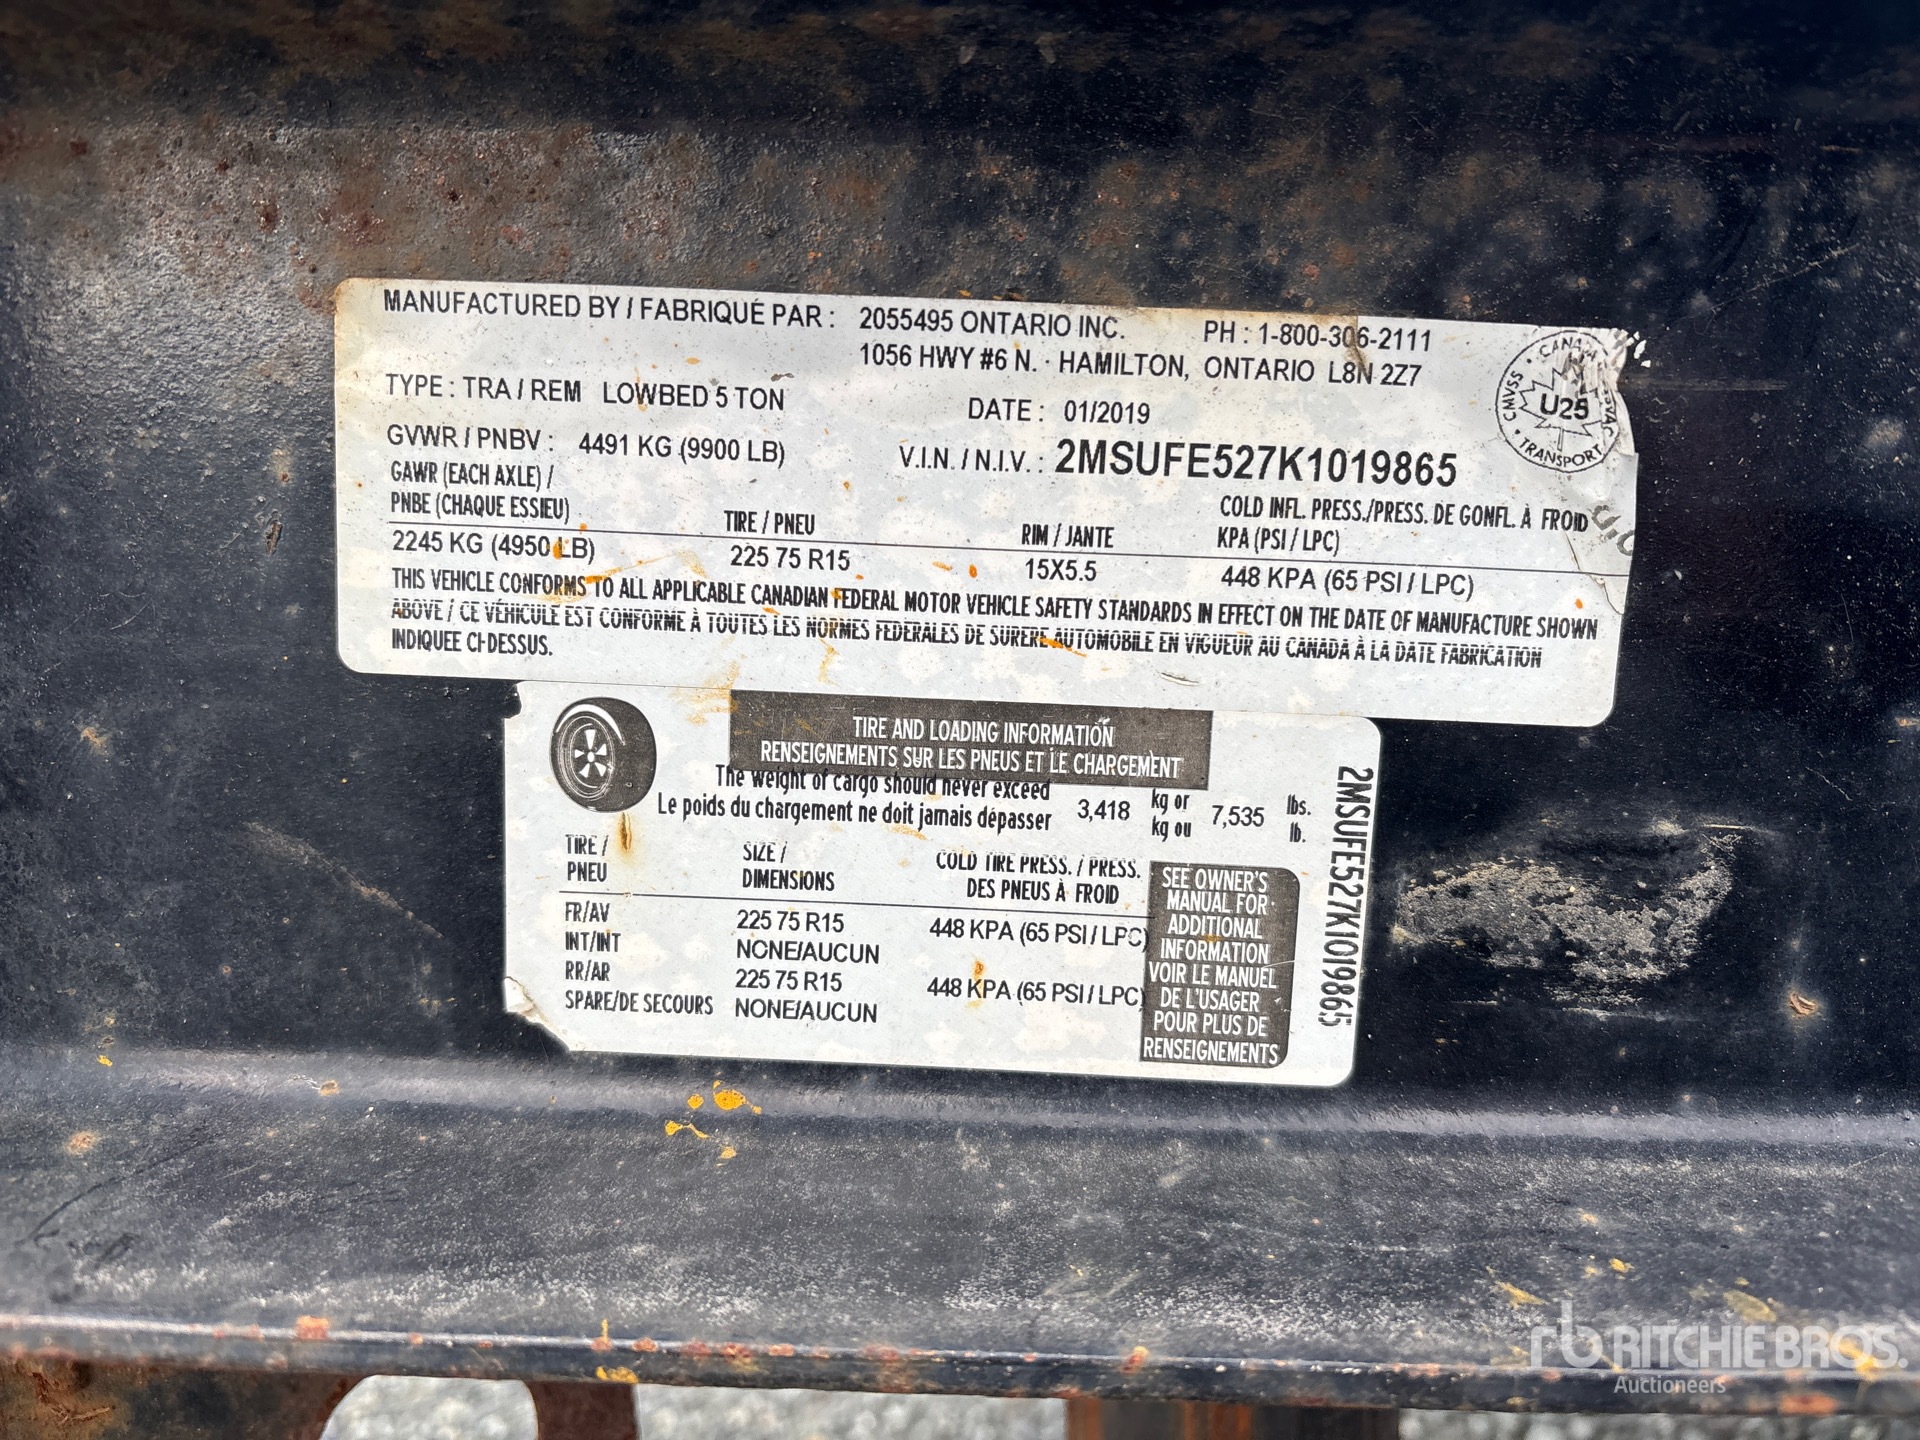 MANUFACTURED BY / FABRIQUÉ PAR : 2055495 ONTARIO INC. PH : 1-800-306-2111
1056 HWY #6 N. · HAMILTON, ONTARIO L8N 2Z7
TYPE : TRA / REM LOWBED 5 TON
DATE : 01/2019
GVWR / PNBV : 4491 KG (9900 LB)
V.I.N. / N.I.V. : 2MSUFE527K1019865
CANADA
CMVSS
U25
TRANSPORT
GAWR (EACH AXLE) /
PNBE (CHAQUE ESSIEU)
TIRE / PNEU
RIM / JANTE
COLD INFL. PRESS./PRESS. DE GONFL. À FROID
KPA (PSI / LPC)
2245 KG (4950 LB) 225 75 R15 15X5.5 448 KPA (65 PSI / LPC)
THIS VEHICLE CONFORMS TO ALL APPLICABLE CANADIAN FEDERAL MOTOR VEHICLE SAFETY STANDARDS IN EFFECT ON THE DATE OF MANUFACTURE SHOWN
ABOVE / CE VÉHICULE EST CONFORME À TOUTES LES NORMES FEDERALES DE SURERE AUTOMOBILE EN VIGUEUR AU CANADA À LA DATE FABRICATION
INDIQUEE CI-DESSUS.
TIRE AND LOADING INFORMATION
RENSEIGNEMENTS SUR LES PNEUS ET LE CHARGEMENT
The weight of cargo should never exceed
Le poids du chargement ne doit jamais dépasser
3,418 kg or
kg ou
7,535 lbs.
lb.
TIRE /
PNEU
SIZE /
DIMENSIONS
COLD TIRE PRESS. / PRESS.
DES PNEUS À FROID
FR/AV 225 75 R15 448 KPA (65 PSI / LPC)
INT/INT NONE/AUCUN
RR/AR 225 75 R15 448 KPA (65 PSI / LPC)
SPARE/DE SECOURS NONE/AUCUN
SEE OWNER'S
MANUAL FOR
ADDITIONAL
INFORMATION
VOIR LE MANUEL
DE L'USAGER
POUR PLUS DE
RENSEIGNEMENTS
2MSUFE527K1019865
rb RITCHIE BROS.
Auctioneers